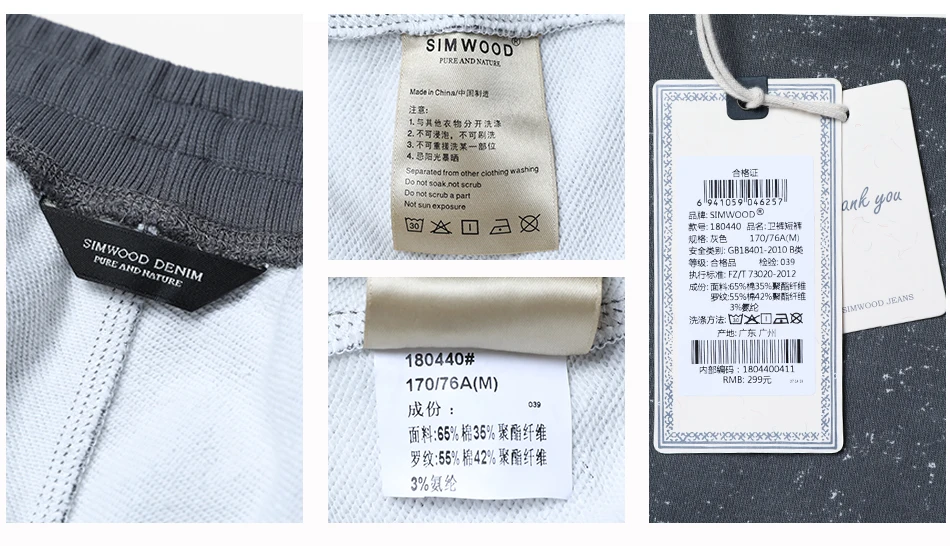 SIMWOOD DENIM
PURE AND NATURE
SIMWOOD®
PURE AND NATURE
Made in China/中国制造
注意:
1.与其他衣物分开洗涤
2.不可浸泡，不可刷洗
3.不可重搓洗某一部位
4.忌阳光暴晒
Separated from other clothing washing
Do not soak,not scrub
Do not scrub a part
Not sun exposure
30
180440#
170/76A(M)
成份： 039
面料:65%棉35%聚酯纤维
罗纹:55%棉42%聚酯纤维
3%氨纶
合格证
6 941059 046257
品牌: SIMWOOD®
款号: 180440 品名: 卫裤短裤
规格: 灰色 170/76A(M)
安全类别: GB18401-2010 B类
等级: 合格品 检验: 039
执行标准: FZ/T 73020-2012
成份: 面料:65%棉35%聚酯纤维
罗纹:55%棉42%聚酯纤维
3%氨纶
洗涤方法:
产地: 广东 广州
内部编码：1804400411
RMB: 299元
ank you
SIMWOOD JEANS